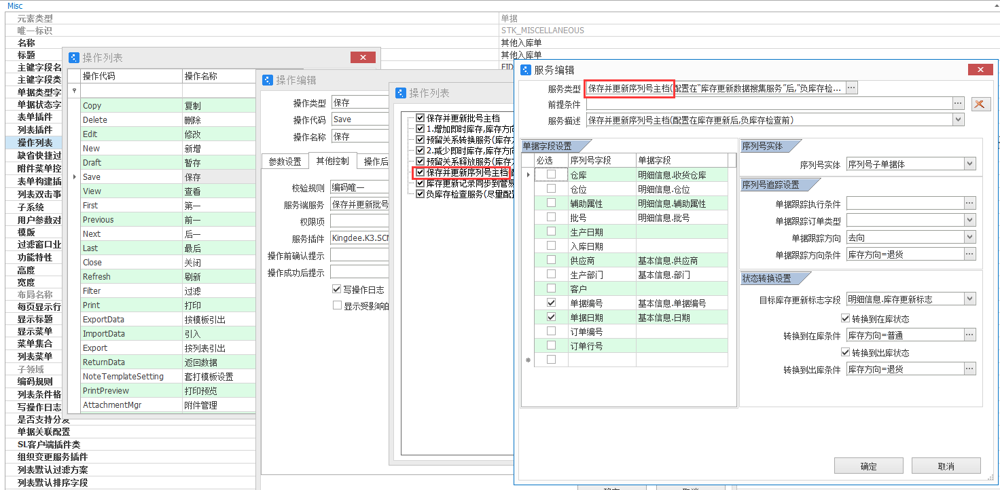 Misc
元素类型
单据
唯一标识
STK_MISCELLANEOUS
名称
其他入库单
标题
其他入库单
主键字段名
FID
主键字段类
单据类型字
单据状态字
表单插件
列表插件
操作列表
缺省快捷过
附件菜单控
表单构建插
列表双击事
子系统
用户参数对
模版
过滤窗口业
功能特性
高度
宽度
布局名称
每页显示行
显示标题
显示菜单
菜单集合
列表菜单
子领域
编码规则
列表条件格
写操作日志
是否支持分发
单据关联配置
SL客户端插件类
组织变更服务插件
列表默认过滤方案
列表默认排序字段
操作列表
操作代码 操作名称
Copy 复制
Delete 删除
Edit 修改
New 新增
Draft 暂存
Save 保存
View 查看
First 第一
Previous 前一
Next 后一
Last 最后
Close 关闭
Refresh 刷新
Filter 过滤
Print 打印
ExportData 按模板引出
ImportData 引入
Export 按列表引出
ReturnData 返回数据
NoteTemplateSetting 套打模板设置
PrintPreview 打印预览
AttachmentMgr 附件管理
操作编辑
操作类型 保存
操作代码 Save
操作名称 保存
参数设置 其他控制 操作后
校验规则 编码唯一
服务端服务 保存并更新批号
权限项
服务插件 Kingdee.K3.SCM
操作前确认提示
操作成功后提示
写操作日志
显示受影响的
操作列表
保存并更新批号主档
1.增加即时库存,库存方向
预留关系转换服务(库存方
2.减少即时库存,库存方向
预留关系释放服务(库存方
保存并更新序列号主档
库存更新记录同步到管易
负库存检查服务(尽量配置
服务编辑
服务类型 保存并更新序列号主档(配置在“库存更新数据搜集服务”后,"负库存检...
前提条件
服务描述 保存并更新序列号主档(配置在库存更新后,负库存检查前)
单据字段设置
必选 序列号字段 单据字段
仓库 明细信息.收货仓库
仓位 明细信息.仓位
辅助属性 明细信息.辅助属性
批号 明细信息.批号
生产日期
入库日期
供应商 基本信息.供应商
生产部门 基本信息.部门
客户
单据编号 基本信息.单据编号
单据日期 基本信息.日期
订单编号
订单行号
序列号实体
序列号实体 序列号子单据体
序列号追踪设置
单据跟踪执行条件
单据跟踪订单类型
单据跟踪方向 去向
单据跟踪方向条件 库存方向=退货
状态转换设置
目标库存更新标志字段 明细信息.库存更新标志
转换到在库状态
转换到在库条件 库存方向=普通
转换到出库状态
转换到出库条件 库存方向=退货
确定 取消